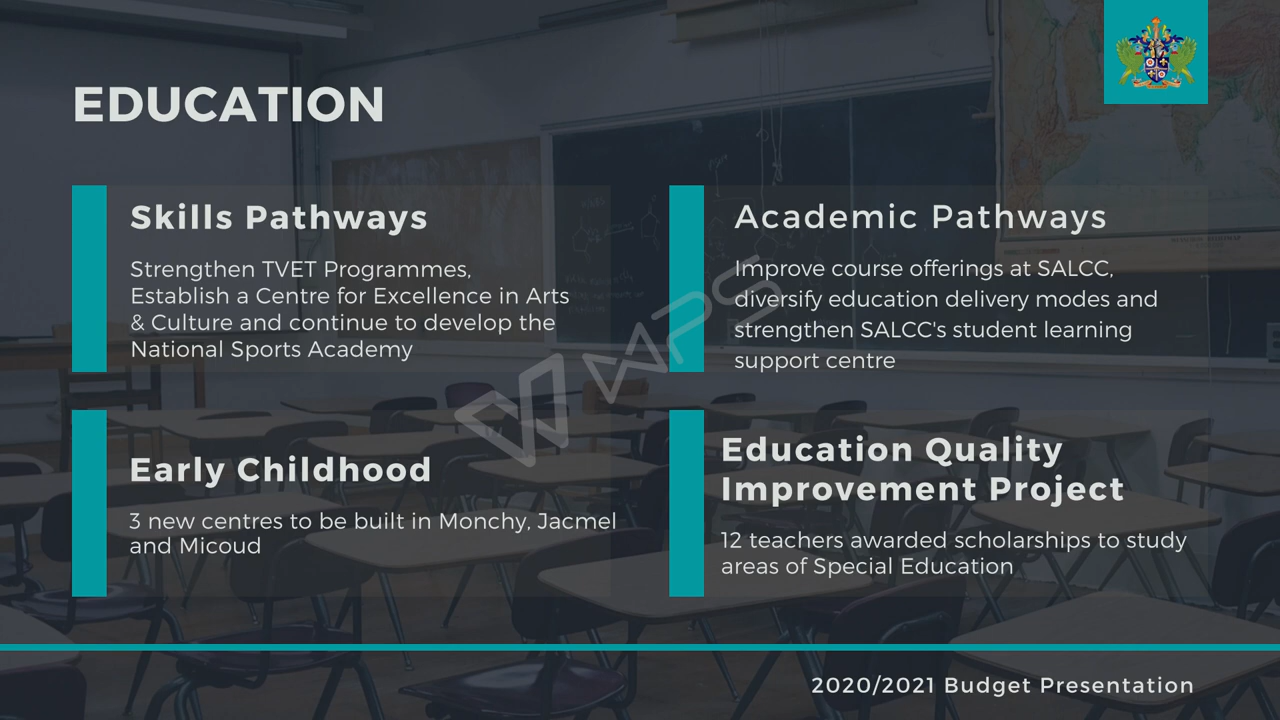 EDUCATION
Skills Pathways
Strengthen TVET Programmes,
Establish a Centre for Excellence in Arts
& Culture and continue to develop the
National Sports Academy
Academic Pathways
Improve course offerings at SALCC,
diversify education delivery modes and
strengthen SALCC's student learning
support centre
Early Childhood
3 new centres to be built in Monchy, Jacmel
and Micoud
Education Quality
Improvement Project
12 teachers awarded scholarships to study
areas of Special Education
WPS
2020/2021 Budget Presentation